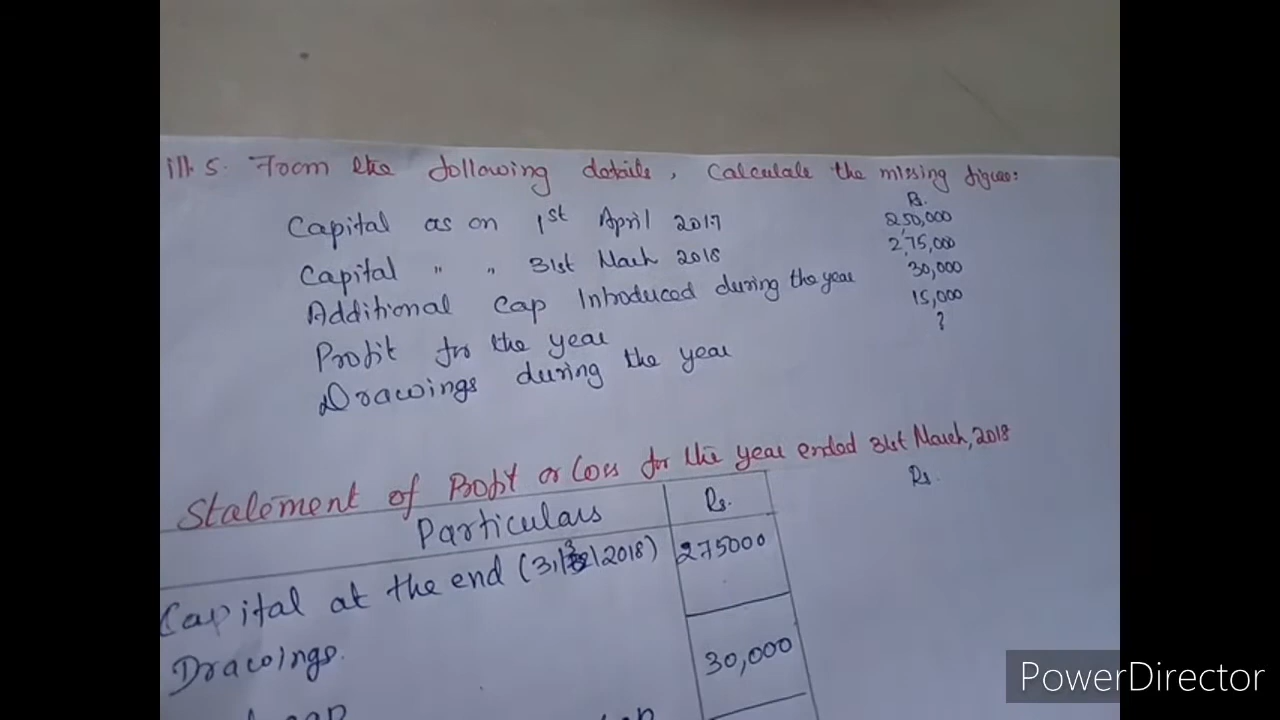 ill. 5. From the following details, Calculate the missing figure:
Rs.
Capital as on 1st April 2017 250,000
Capital " " 31st March 2018 2,75,000
Additional Cap Introduced during the year 30,000
Profit for the year 15,000
Drawings during the year ?
Statement of Profit or Loss for the year ended 31st March, 2018
Rs.
Particulars Rs.
Capital at the end (31/3/2018) 275000
Drawings. 30,000
PowerDirector